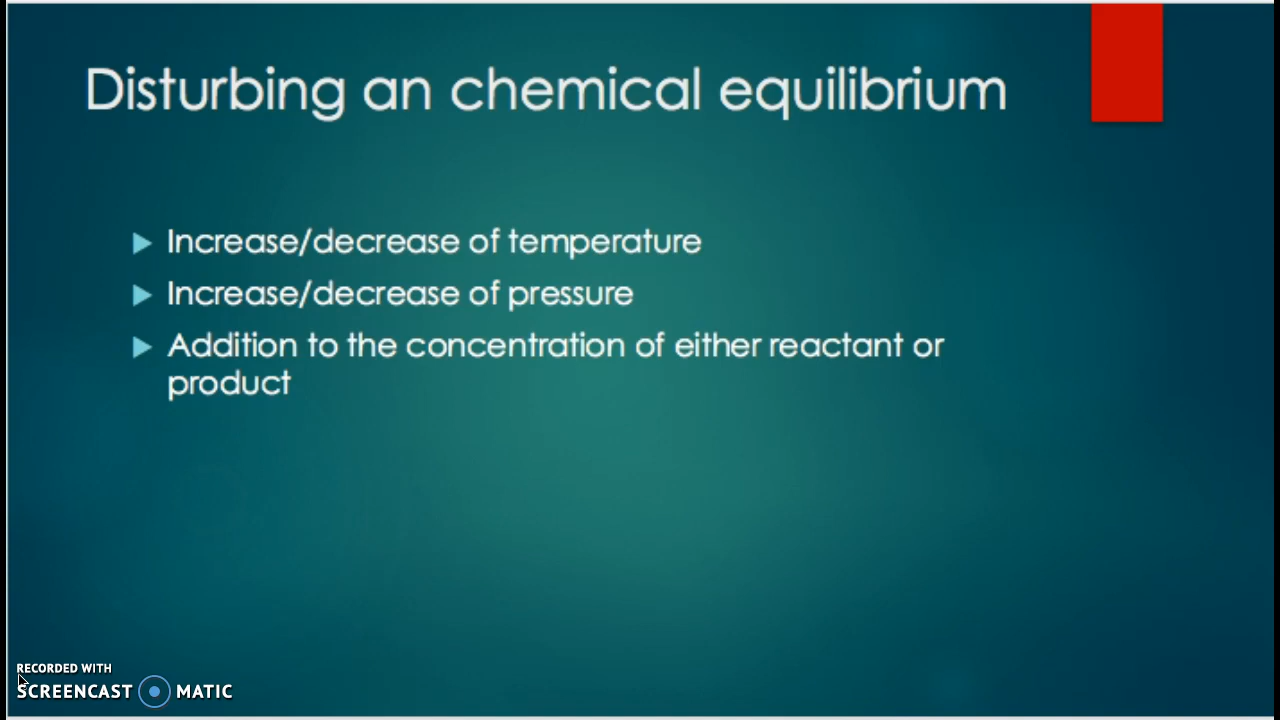 Disturbing an chemical equilibrium
Increase/decrease of temperature
Increase/decrease of pressure
Addition to the concentration of either reactant or
product
RECORDED WITH
SCREENCAST MATIC